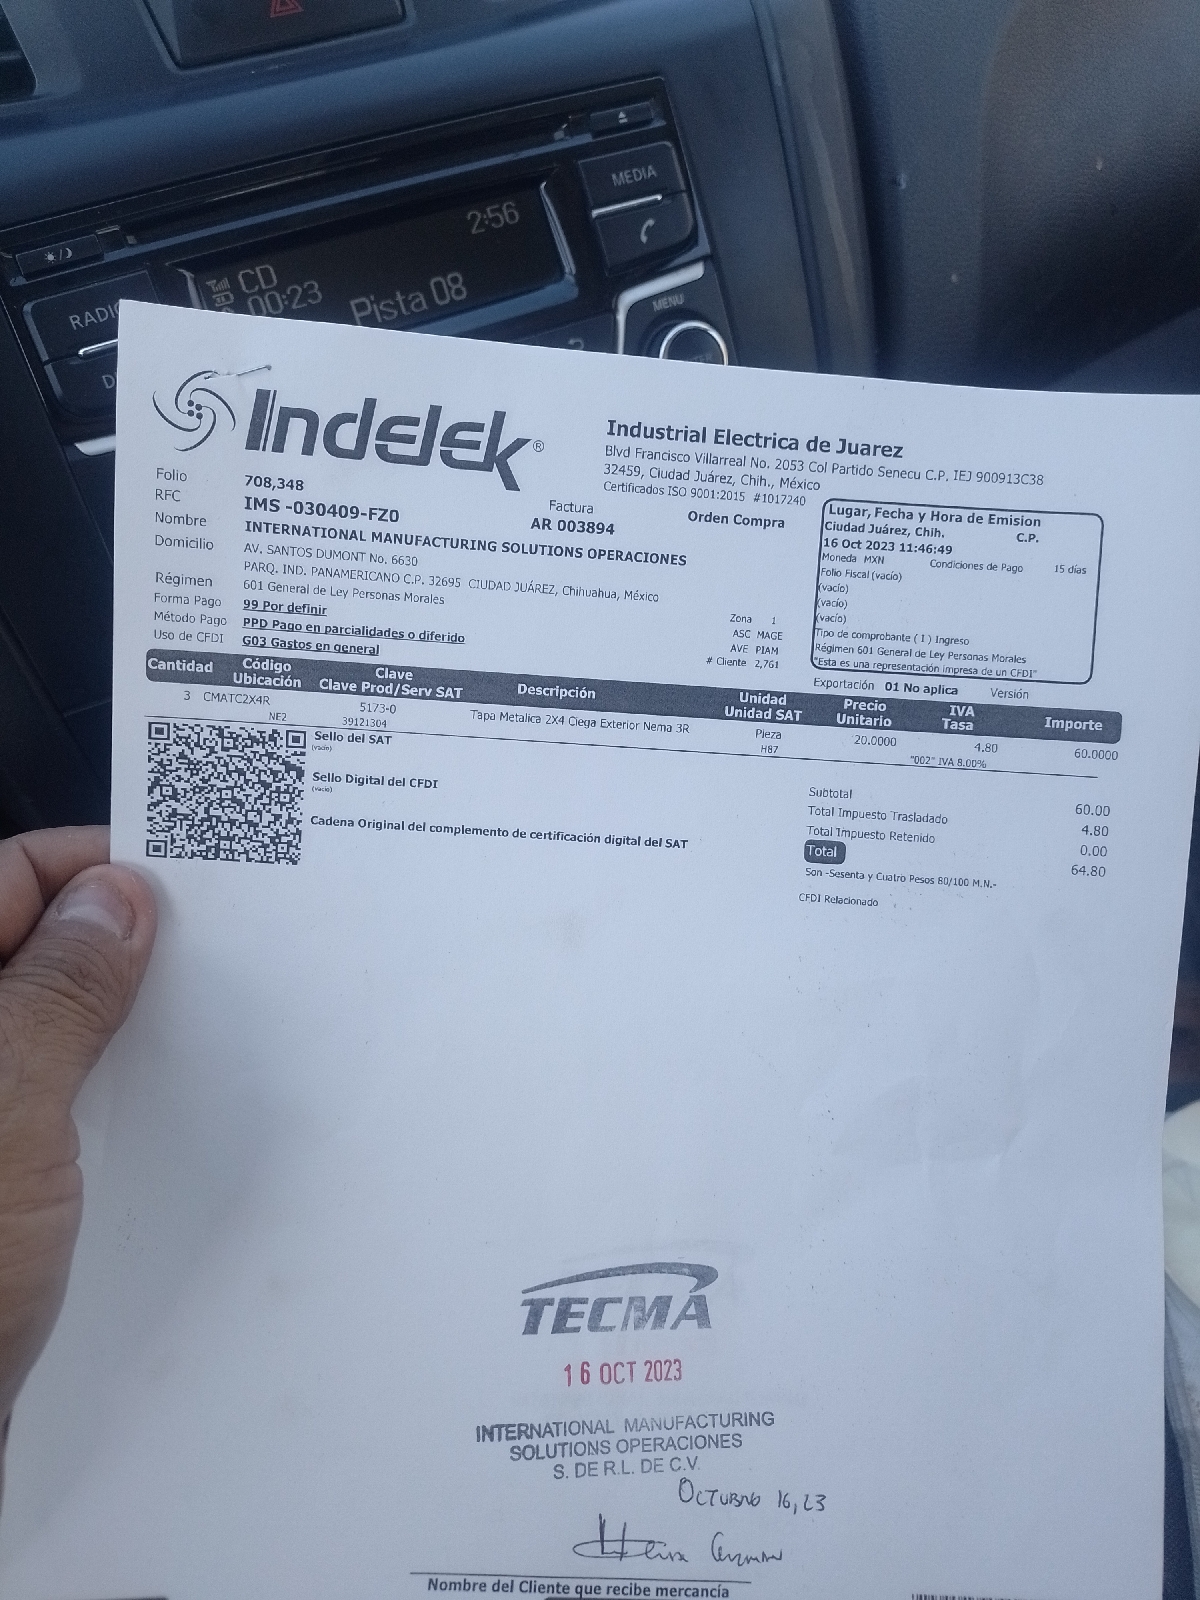 MEDIA
2:56
CD
00:23
Pista 08
MENU
Indelek®
Industrial Electrica de Juarez
Blvd Francisco Villarreal No. 2053 Col Partido Senecu C.P. IEJ 900913C38
32459, Ciudad Juárez, Chih., México
Certificados ISO 9001:2015 #1017240
Folio 708,348
RFC IMS -030409-FZ0
Factura
AR 003894
Orden Compra
Nombre INTERNATIONAL MANUFACTURING SOLUTIONS OPERACIONES
Domicilio AV. SANTOS DUMONT No. 6630
PARQ. IND. PANAMERICANO C.P. 32695 CIUDAD JUÁREZ, Chihuahua, México
Régimen 601 General de Ley Personas Morales
Forma Pago 99 Por definir
Método Pago PPD Pago en parcialidades o diferido
Uso de CFDI G03 Gastos en general
Zona 1
ASC MAGE
AVE PIAM
# Cliente 2,761
Lugar, Fecha y Hora de Emision
Ciudad Juárez, Chih. C.P.
16 Oct 2023 11:46:49
Moneda MXN Condiciones de Pago 15 días
Folio Fiscal (vacío)
(vacío)
(vacío)
(vacío)
Tipo de comprobante ( I ) Ingreso
Régimen 601 General de Ley Personas Morales
"Esta es una representación impresa de un CFDI"
Exportación 01 No aplica Versión
Cantidad Código Ubicación Clave Clave Prod/Serv SAT Descripción Unidad Unidad SAT Precio Unitario IVA Tasa Importe
3 CMATC2X4R 5173-0 Tapa Metalica 2X4 Ciega Exterior Nema 3R Pieza 20.0000 4.80 60.0000
NE2 39121304 H87 "002" IVA 8.00%
Sello del SAT
(vacío)
Sello Digital del CFDI
(vacío)
Cadena Original del complemento de certificación digital del SAT
Subtotal 60.00
Total Impuesto Trasladado 4.80
Total Impuesto Retenido 0.00
Total 64.80
Son -Sesenta y Cuatro Pesos 80/100 M.N.-
CFDI Relacionado
TECMA
16 OCT 2023
INTERNATIONAL MANUFACTURING
SOLUTIONS OPERACIONES
S. DE R.L. DE C.V.
OCTUBRE 16, 23
Guzman
Nombre del Cliente que recibe mercancía